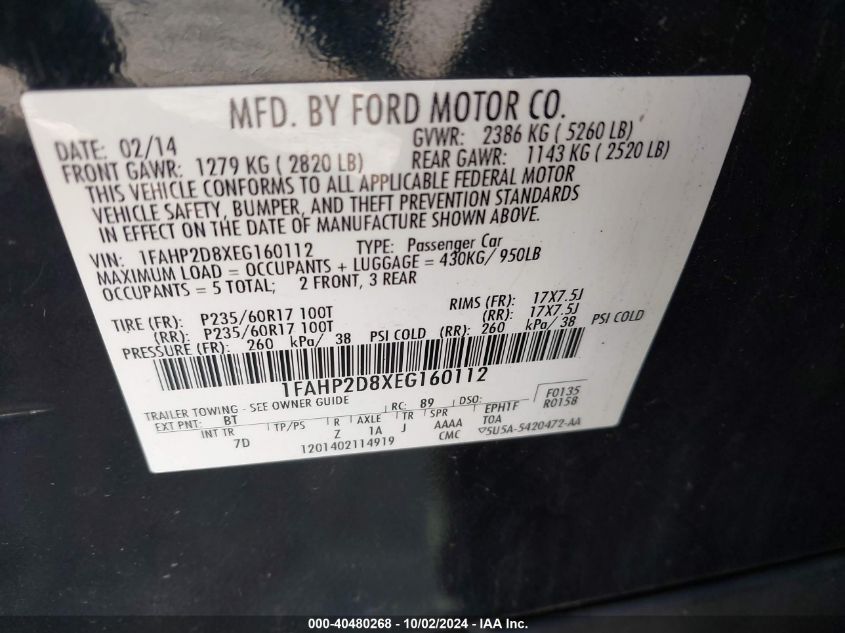 MFD. BY FORD MOTOR CO.
DATE: 02/14 GVWR: 2386 KG ( 5260 LB)
FRONT GAWR: 1279 KG ( 2820 LB) REAR GAWR: 1143 KG ( 2520 LB)
THIS VEHICLE CONFORMS TO ALL APPLICABLE FEDERAL MOTOR
VEHICLE SAFETY, BUMPER, AND THEFT PREVENTION STANDARDS
IN EFFECT ON THE DATE OF MANUFACTURE SHOWN ABOVE.
VIN: 1FAHP2D8XEG160112 TYPE: Passenger Car
MAXIMUM LOAD = OCCUPANTS + LUGGAGE = 430KG/ 950LB
OCCUPANTS = 5 TOTAL; 2 FRONT, 3 REAR
TIRE (FR): P235/60R17 100T RIMS (FR): 17X7.5J
(RR): P235/60R17 100T (RR): 17X7.5J
PRESSURE (FR): 260 kPa/ 38 PSI COLD (RR): 260 kPa/ 38 PSI COLD
1FAHP2D8XEG160112
TRAILER TOWING - SEE OWNER GUIDE
EXT PNT: BT RC: 89 DSO: F0135
INT TR TP/PS R AXLE TR SPR EPHTF R0158
7D Z 1A J AAAA TOA
1201402114919 CMC 5U5A-5420472-AA
000-40480268 - 10/02/2024 - IAA Inc.